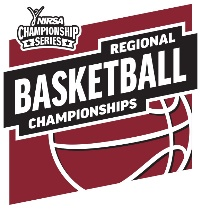 NIRSA
CHAMPIONSHIP
SERIES
REGIONAL
BASKETBALL
CHAMPIONSHIPS